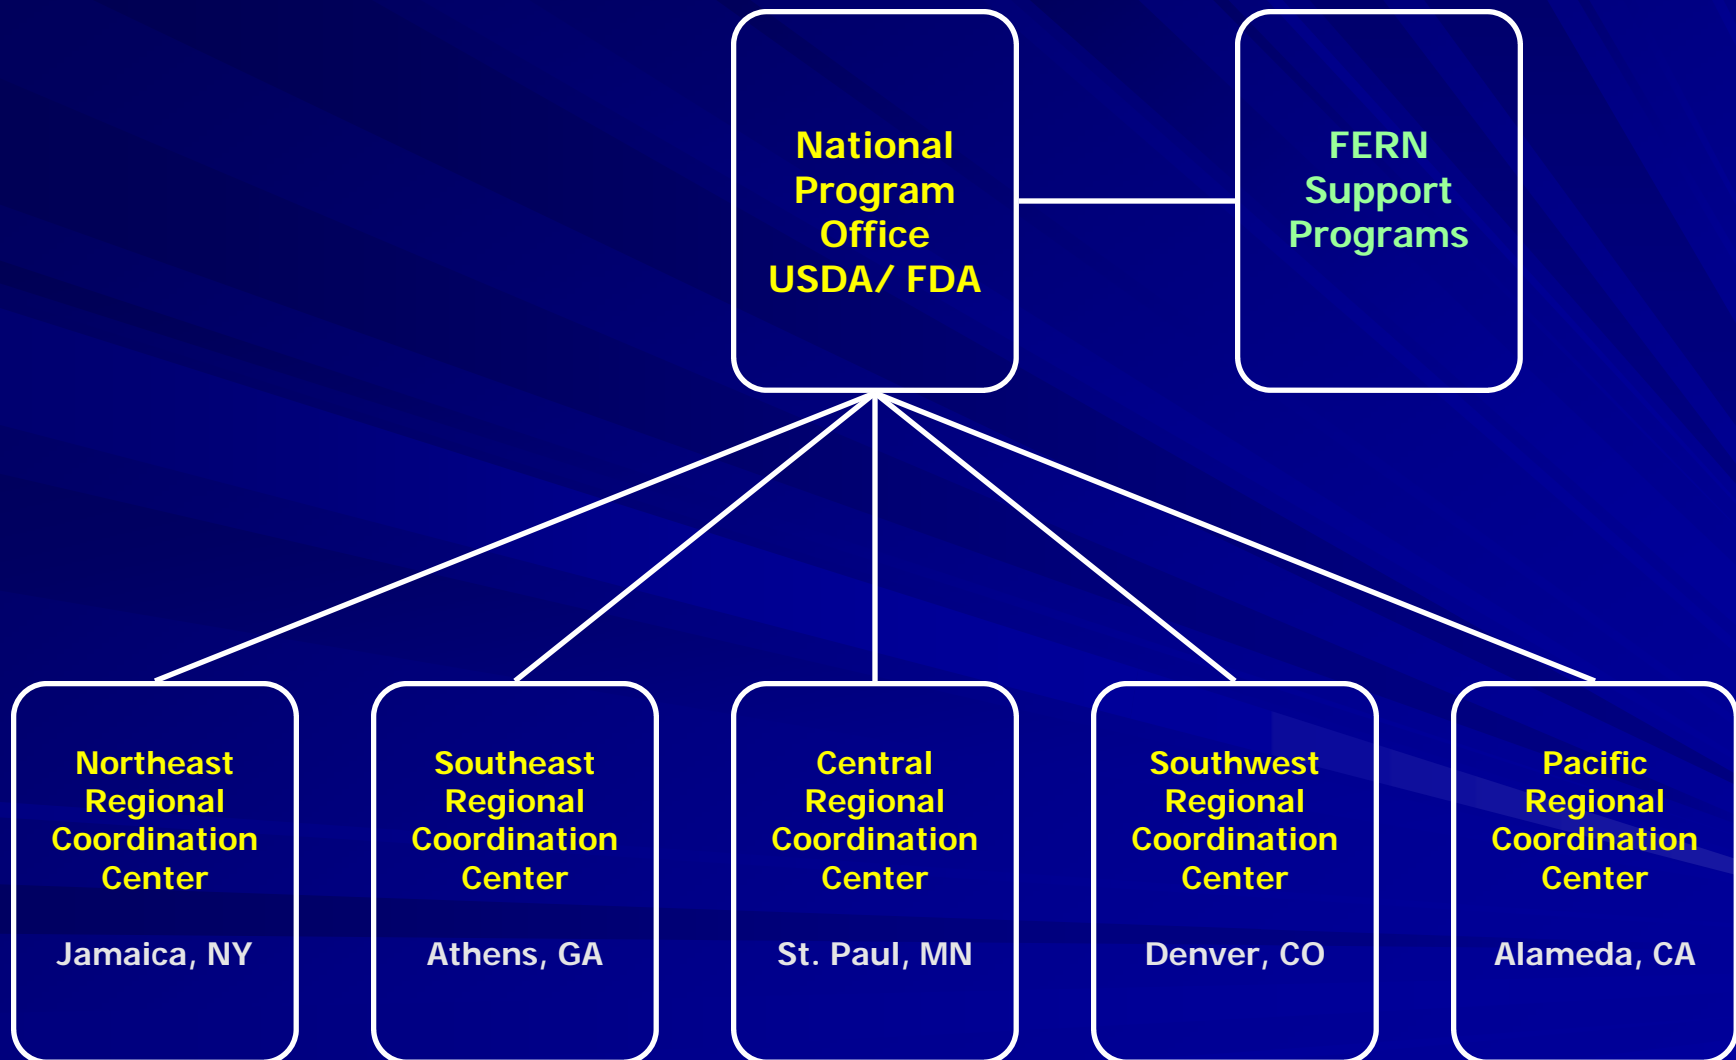 National
Program
Office
USDA/ FDA
FERN
Support
Programs
Northeast
Regional
Coordination
Center
Jamaica, NY
Southeast
Regional
Coordination
Center
Athens, GA
Central
Regional
Coordination
Center
St. Paul, MN
Southwest
Regional
Coordination
Center
Denver, CO
Pacific
Regional
Coordination
Center
Alameda, CA